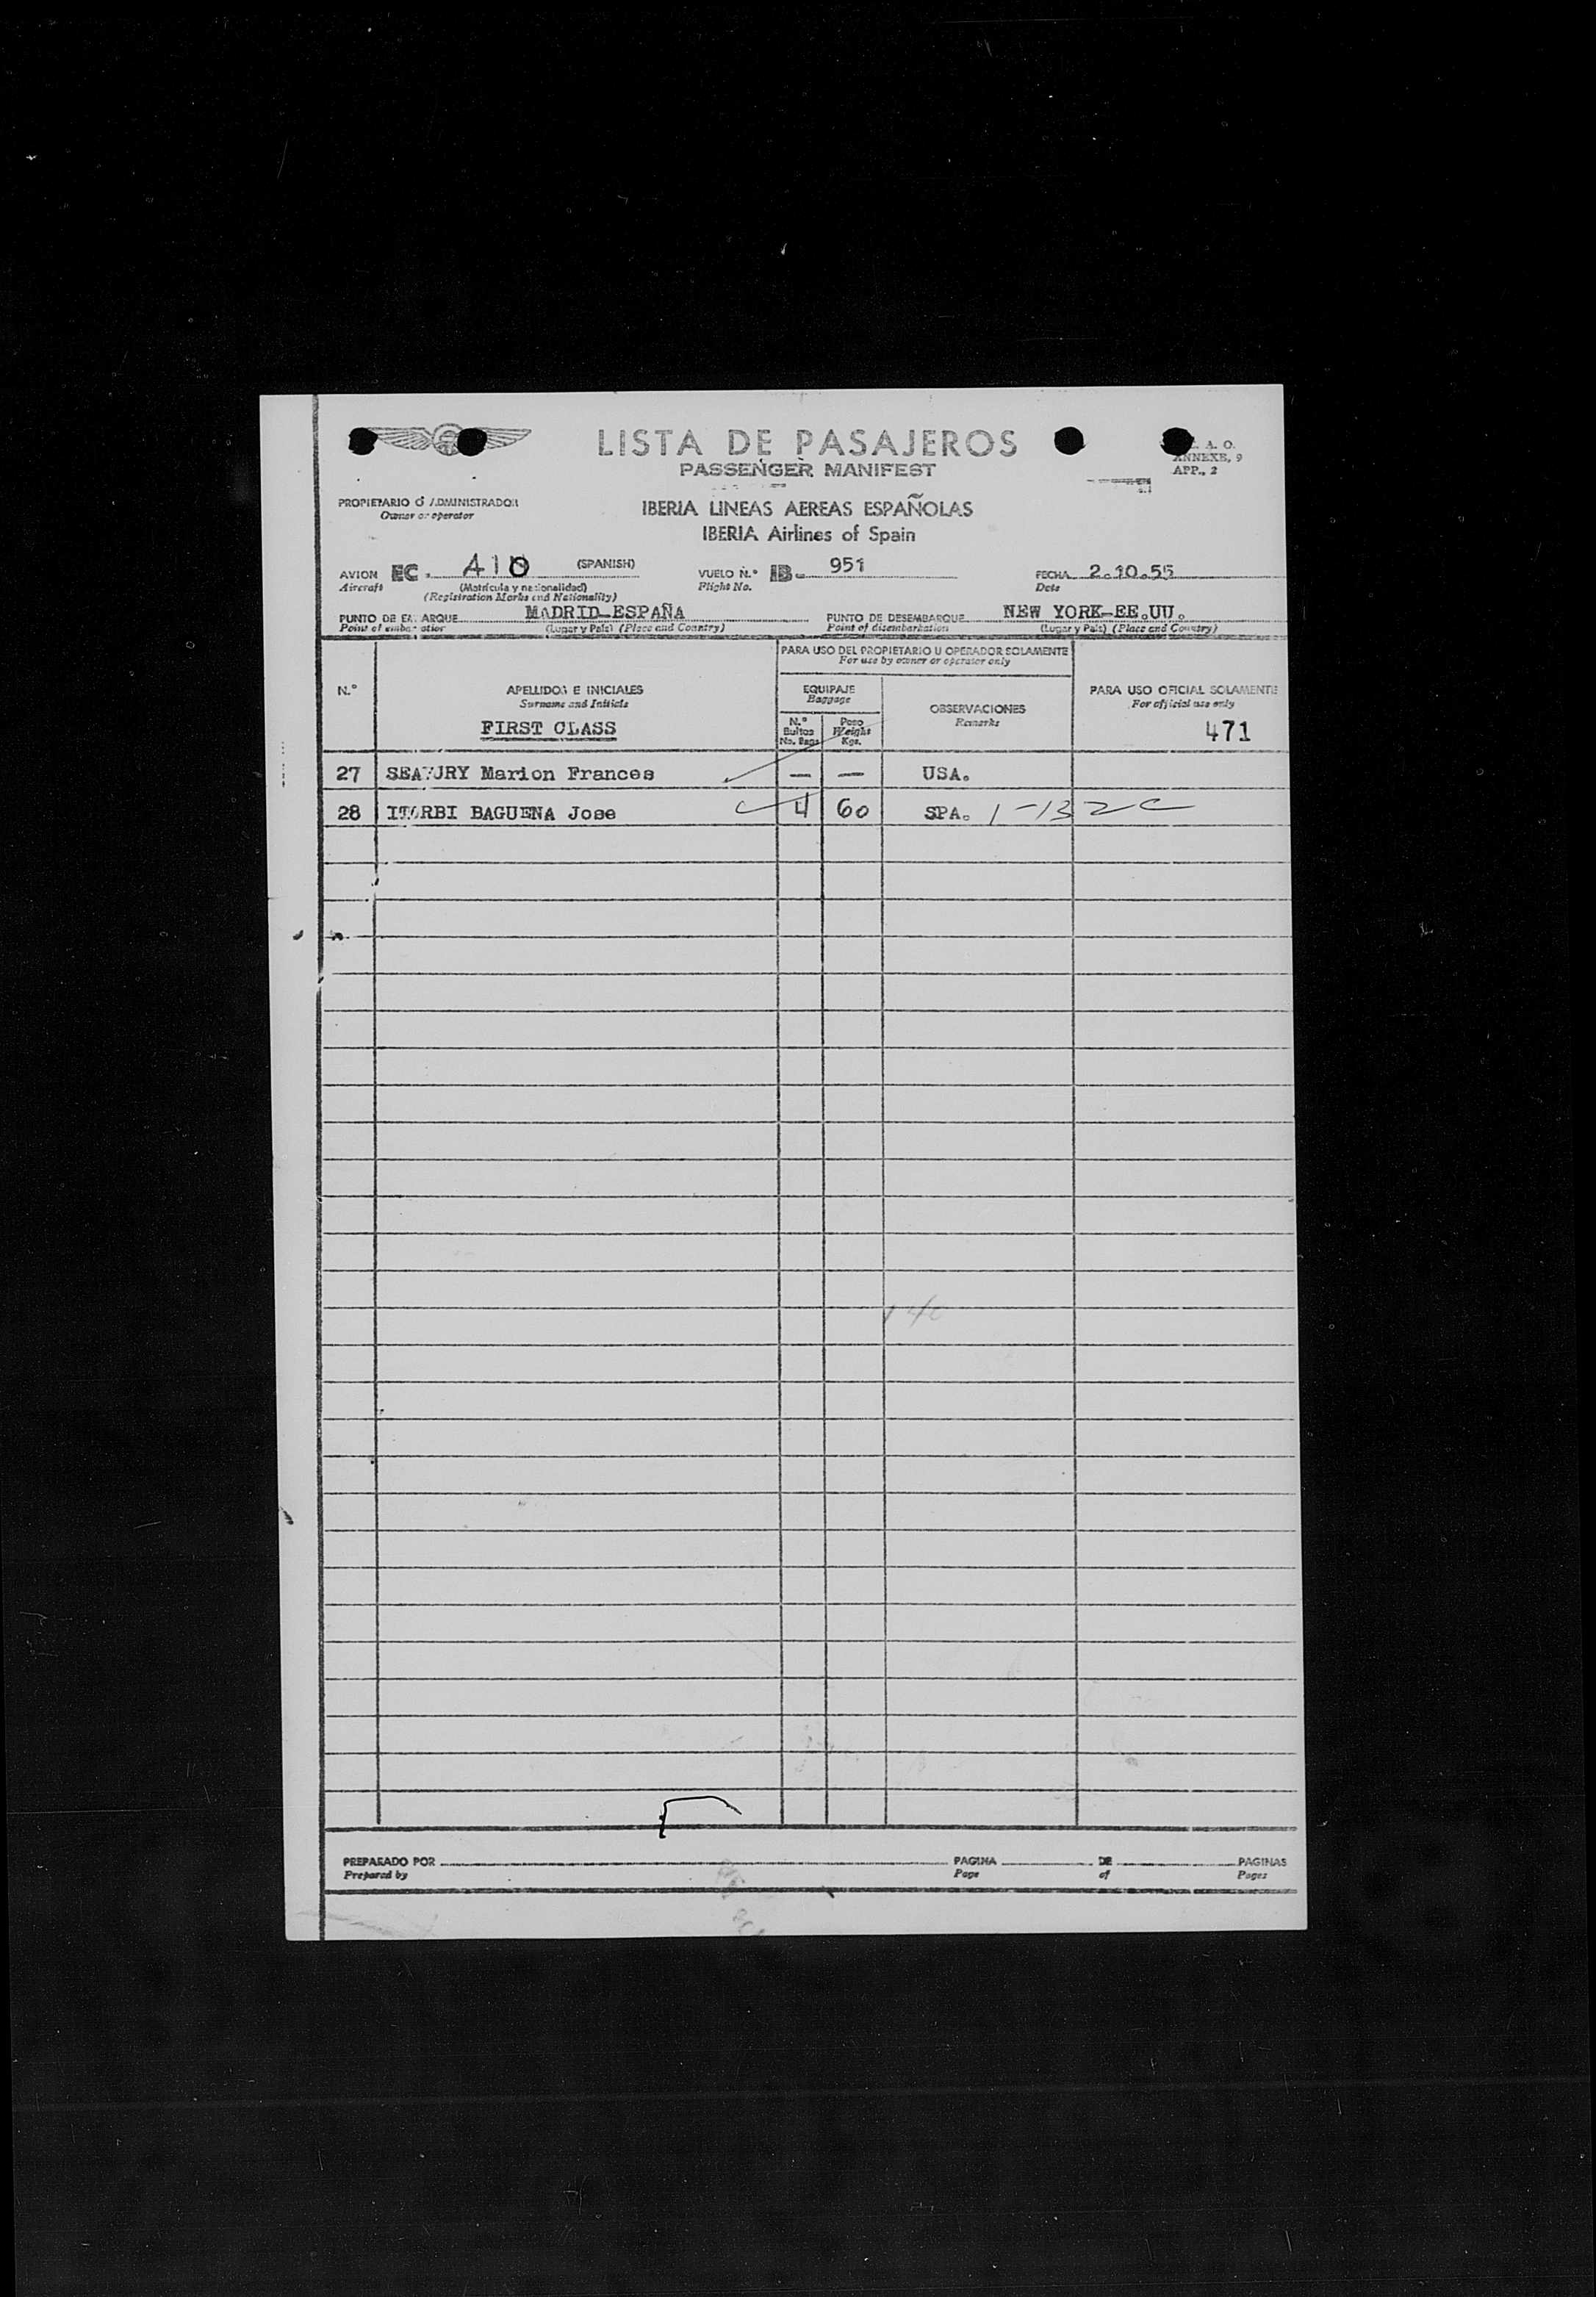 LISTA DE PASAJEROS
PASSENGER MANIFEST
A. O.
ANNEXE, 9
APP., 2
PROPIETARIO O ADMINISTRADOR
Owner or operator
IBERIA LINEAS AEREAS ESPAÑOLAS
IBERIA Airlines of Spain
AVION EC. (SPANISH) VUELO N.° IB- 951 FECHA 2.10.55
Aircraft (Matrícula y nacionalidad) Flight No. Date
(Registration Marks and Nationality)
PUNTO DE EMBARQUE MADRID-ESPAÑA PUNTO DE DESEMBARQUE NEW YORK-EE.UU.
Point of embarkation (Lugar y País) (Place and Country) Point of disembarkation (Lugar y País) (Place and Country)
PARA USO DEL PROPIETARIO U OPERADOR SOLAMENTE
For use by owner or operator only
N.° APELLIDOS E INICIALES EQUIPAJE OBSERVACIONES PARA USO OFICIAL SOLAMENTE
Surname and Initials Baggage Remarks For official use only
FIRST CLASS N.° Bultos Peso 471
No. Bags Weight Kgs.
27 Marion Frances — — USA.
28 BAGUENA Jose 4 60 SPA. 1-13
PREPARADO POR PAGINA DE PAGINAS
Prepared by Page of Pages